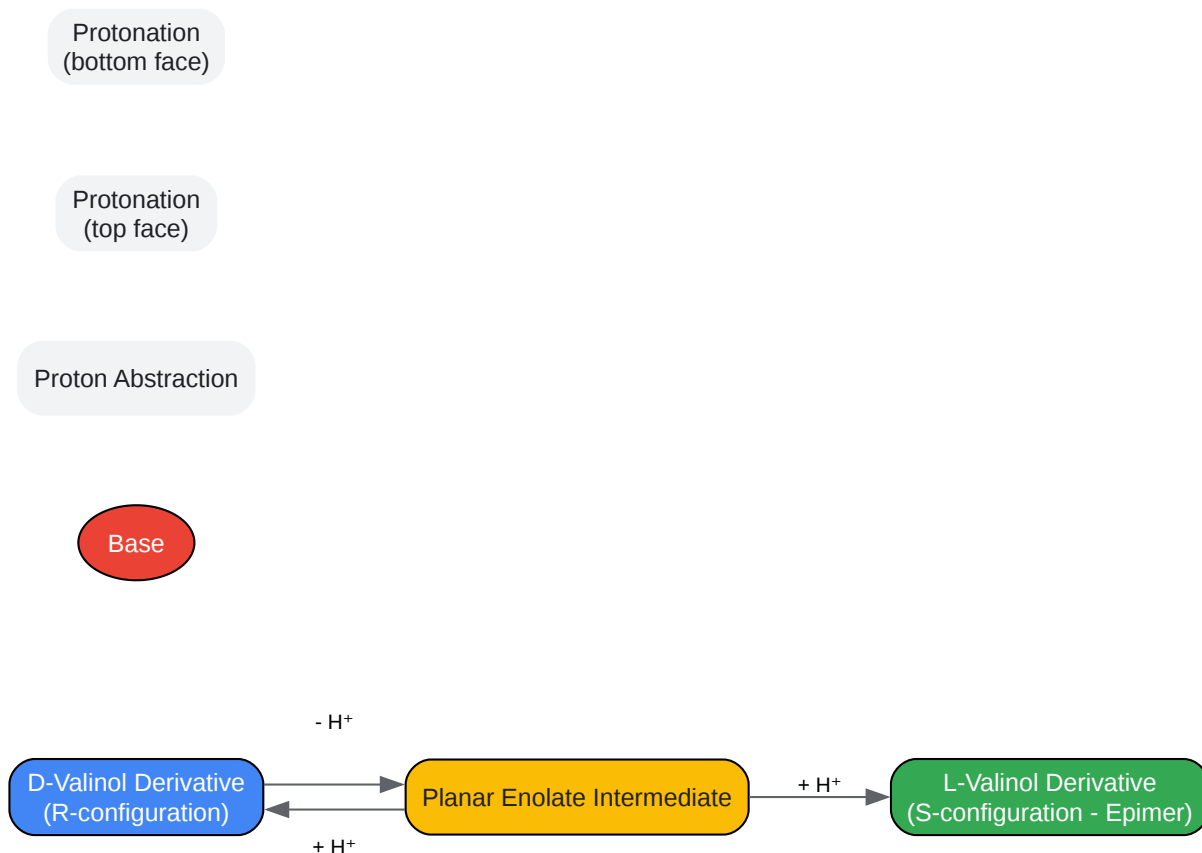 Protonation
(bottom face)
Protonation
(top face)
Proton Abstraction
Base
- H⁺
D-Valinol Derivative
(R-configuration)
Planar Enolate Intermediate
+ H⁺
L-Valinol Derivative
(S-configuration - Epimer)
+ H⁺